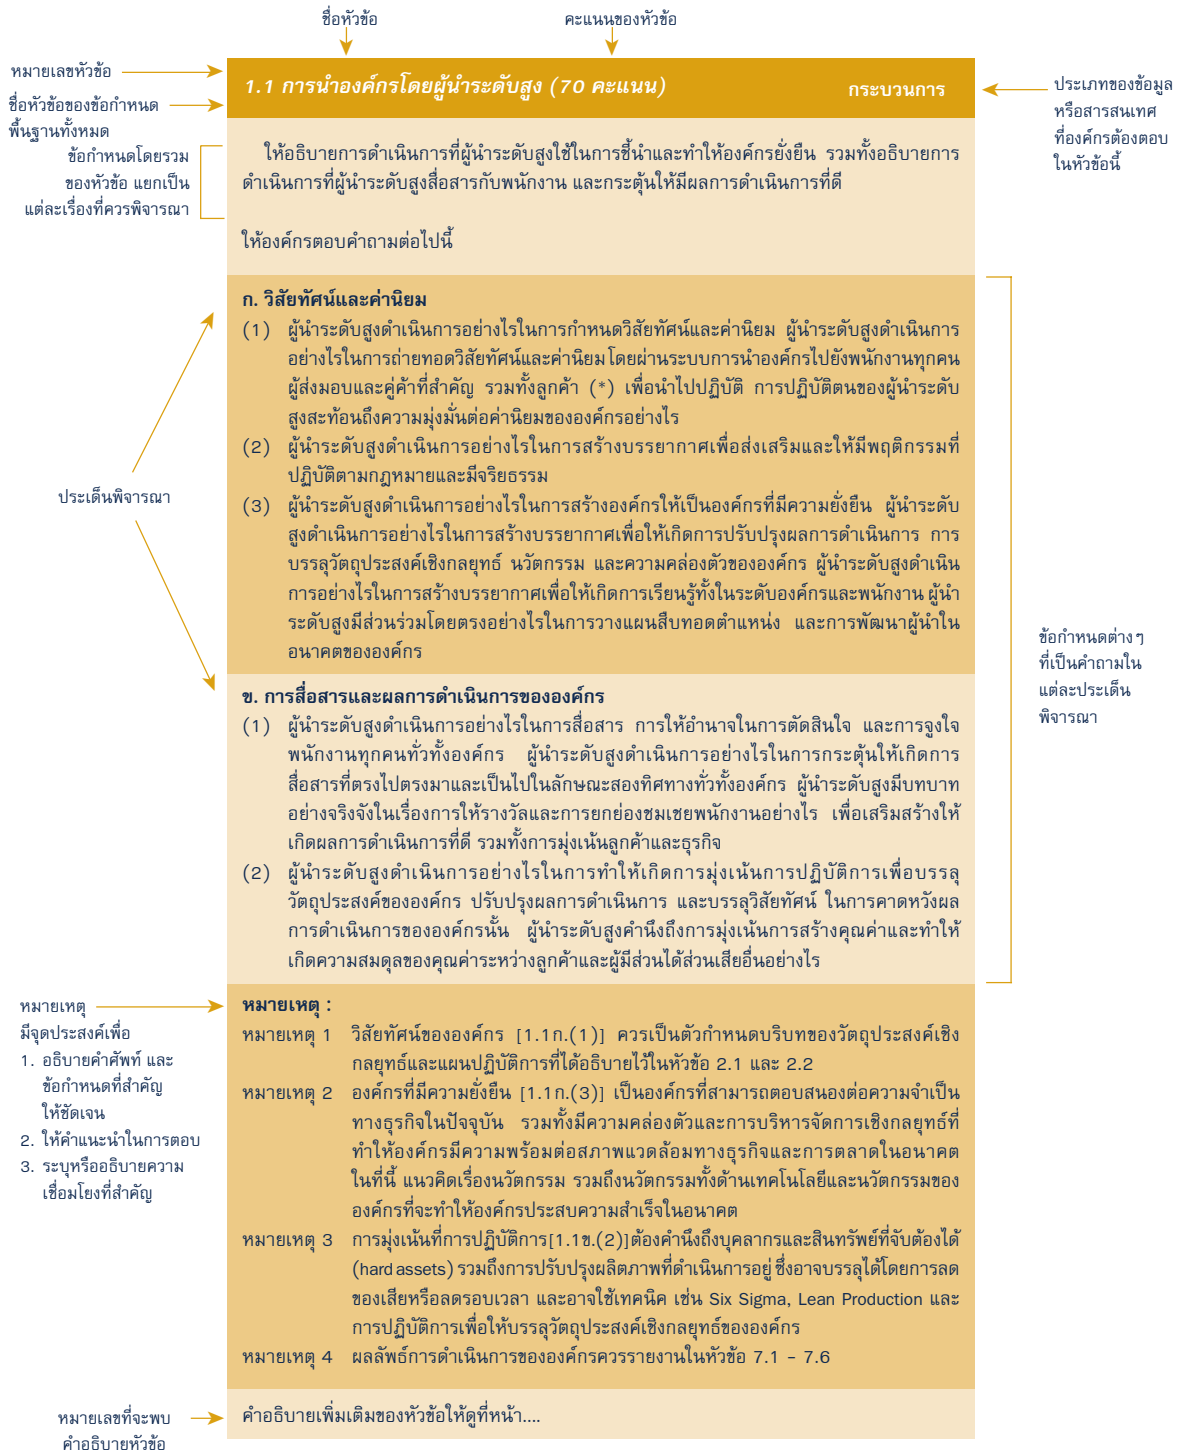 ชื่อหัวข้อ
คะแนนของหัวข้อ
หมายเลขหัวข้อ
ชื่อหัวข้อของข้อกำหนด
พื้นฐานทั้งหมด
ข้อกำหนดโดยรวม
ของหัวข้อ แยกเป็น
แต่ละเรื่องที่ควรพิจารณา
1.1 การนำองค์กรโดยผู้นำระดับสูง (70 คะแนน)
กระบวนการ
ประเภทของข้อมูล
หรือสารสนเทศ
ที่องค์กรต้องตอบ
ในหัวข้อนี้
ให้อธิบายการดำเนินการที่ผู้นำระดับสูงใช้ในการชี้นำและทำให้องค์กรยั่งยืน รวมทั้งอธิบายการ
ดำเนินการที่ผู้นำระดับสูงสื่อสารกับพนักงาน และกระตุ้นให้มีผลการดำเนินการที่ดี
ให้องค์กรตอบคำถามต่อไปนี้
ประเด็นพิจารณา
ก. วิสัยทัศน์และค่านิยม
(1) ผู้นำระดับสูงดำเนินการอย่างไรในการกำหนดวิสัยทัศน์และค่านิยม ผู้นำระดับสูงดำเนินการ
อย่างไรในการถ่ายทอดวิสัยทัศน์และค่านิยมโดยผ่านระบบการนำองค์กรไปยังพนักงานทุกคน
ผู้ส่งมอบและคู่ค้าที่สำคัญ รวมทั้งลูกค้า (*) เพื่อนำไปปฏิบัติ การปฏิบัติตนของผู้นำระดับ
สูงสะท้อนถึงความมุ่งมั่นต่อค่านิยมขององค์กรอย่างไร
(2) ผู้นำระดับสูงดำเนินการอย่างไรในการสร้างบรรยากาศเพื่อส่งเสริมและให้มีพฤติกรรมที่
ปฏิบัติตามกฎหมายและมีจริยธรรม
(3) ผู้นำระดับสูงดำเนินการอย่างไรในการสร้างองค์กรให้เป็นองค์กรที่มีความยั่งยืน ผู้นำระดับ
สูงดำเนินการอย่างไรในการสร้างบรรยากาศเพื่อให้เกิดการปรับปรุงผลการดำเนินการ การ
บรรลุวัตถุประสงค์เชิงกลยุทธ์ นวัตกรรม และความคล่องตัวขององค์กร ผู้นำระดับสูงดำเนิน
การอย่างไรในการสร้างบรรยากาศเพื่อให้เกิดการเรียนรู้ทั้งในระดับองค์กรและพนักงาน ผู้นำ
ระดับสูงมีส่วนร่วมโดยตรงอย่างไรในการวางแผนสืบทอดตำแหน่ง และการพัฒนาผู้นำใน
อนาคตขององค์กร
ข้อกำหนดต่างๆ
ที่เป็นคำถามใน
แต่ละประเด็น
พิจารณา
ข. การสื่อสารและผลการดำเนินการขององค์กร
(1) ผู้นำระดับสูงดำเนินการอย่างไรในการสื่อสาร การให้อำนาจในการตัดสินใจ และการจูงใจ
พนักงานทุกคนทั่วทั้งองค์กร ผู้นำระดับสูงดำเนินการอย่างไรในการกระตุ้นให้เกิดการ
สื่อสารที่ตรงไปตรงมาและเป็นไปในลักษณะสองทิศทางทั่วทั้งองค์กร ผู้นำระดับสูงมีบทบาท
อย่างจริงจังในเรื่องการให้รางวัลและการยกย่องชมเชยพนักงานอย่างไร เพื่อเสริมสร้างให้
เกิดผลการดำเนินการที่ดี รวมทั้งการมุ่งเน้นลูกค้าและธุรกิจ
(2) ผู้นำระดับสูงดำเนินการอย่างไรในการทำให้เกิดการมุ่งเน้นการปฏิบัติการเพื่อบรรลุ
วัตถุประสงค์ขององค์กร ปรับปรุงผลการดำเนินการ และบรรลุวิสัยทัศน์ ในการคาดหวังผล
การดำเนินการขององค์กรนั้น ผู้นำระดับสูงคำนึงถึงการมุ่งเน้นการสร้างคุณค่าและทำให้
เกิดความสมดุลของคุณค่าระหว่างลูกค้าและผู้มีส่วนได้ส่วนเสียอื่นอย่างไร
หมายเหตุ
มีจุดประสงค์เพื่อ
1. อธิบายคำศัพท์ และ
ข้อกำหนดที่สำคัญ
ให้ชัดเจน
2. ให้คำแนะนำในการตอบ
3. ระบุหรืออธิบายความ
เชื่อมโยงที่สำคัญ
หมายเหตุ :
หมายเหตุ 1 วิสัยทัศน์ขององค์กร [1.1ก.(1)] ควรเป็นตัวกำหนดบริบทของวัตถุประสงค์เชิง
กลยุทธ์และแผนปฏิบัติการที่ได้อธิบายไว้ในหัวข้อ 2.1 และ 2.2
หมายเหตุ 2 องค์กรที่มีความยั่งยืน [1.1ก.(3)] เป็นองค์กรที่สามารถตอบสนองต่อความจำเป็น
ทางธุรกิจในปัจจุบัน รวมทั้งมีความคล่องตัวและการบริหารจัดการเชิงกลยุทธ์ที่
ทำให้องค์กรมีความพร้อมต่อสภาพแวดล้อมทางธุรกิจและการตลาดในอนาคต
ในที่นี้ แนวคิดเรื่องนวัตกรรม รวมถึงนวัตกรรมทั้งด้านเทคโนโลยีและนวัตกรรมของ
องค์กรที่จะทำให้องค์กรประสบความสำเร็จในอนาคต
หมายเหตุ 3 การมุ่งเน้นที่การปฏิบัติการ[1.1ข.(2)]ต้องคำนึงถึงบุคลากรและสินทรัพย์ที่จับต้องได้
(hard assets) รวมถึงการปรับปรุงผลิตภาพที่ดำเนินการอยู่ ซึ่งอาจบรรลุได้โดยการลด
ของเสียหรือลดรอบเวลา และอาจใช้เทคนิค เช่น Six Sigma, Lean Production และ
การปฏิบัติการเพื่อให้บรรลุวัตถุประสงค์เชิงกลยุทธ์ขององค์กร
หมายเหตุ 4 ผลลัพธ์การดำเนินการขององค์กรควรรายงานในหัวข้อ 7.1 – 7.6
หมายเลขที่จะพบ
คำอธิบายหัวข้อ
คำอธิบายเพิ่มเติมของหัวข้อให้ดูที่หน้า....